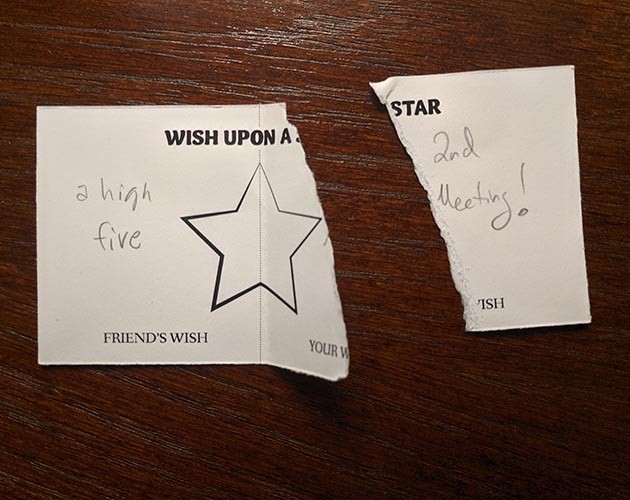 WISH UPON A STAR
a high
five
FRIEND'S WISH
2nd
Meeting!
YOUR WISH